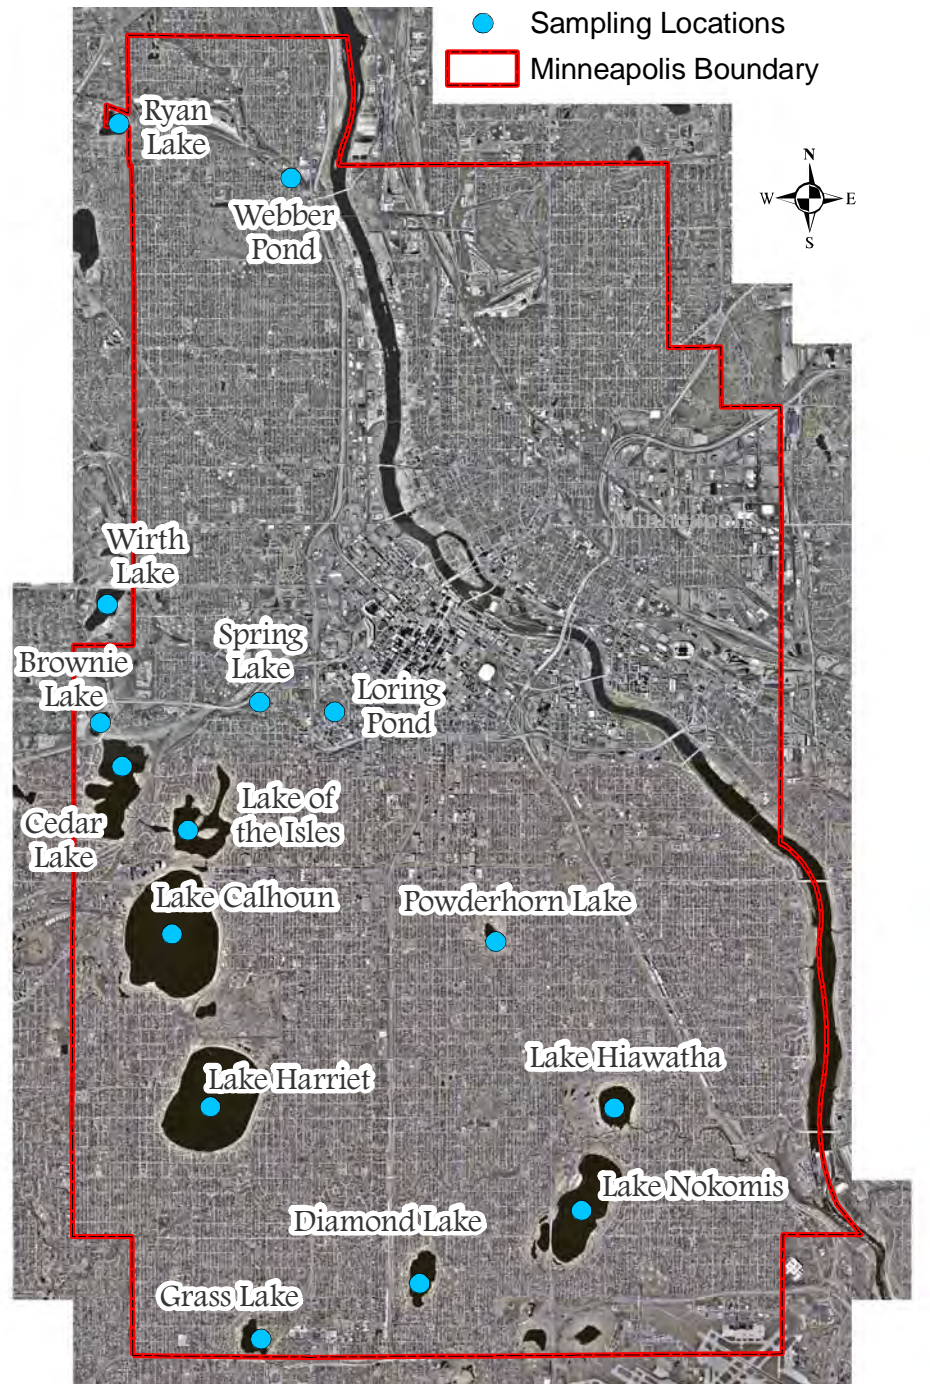 Sampling Locations
Minneapolis Boundary
N
W
E
S
Ryan
Lake
Webber
Pond
Minneapolis
Wirth
Lake
Spring
Lake
Brownie
Lake
Loring
Pond
Lake of
the Isles
Cedar
Lake
Lake Calhoun
Powderhorn Lake
Lake Hiawatha
Lake Harriet
Lake Nokomis
Diamond Lake
Grass Lake